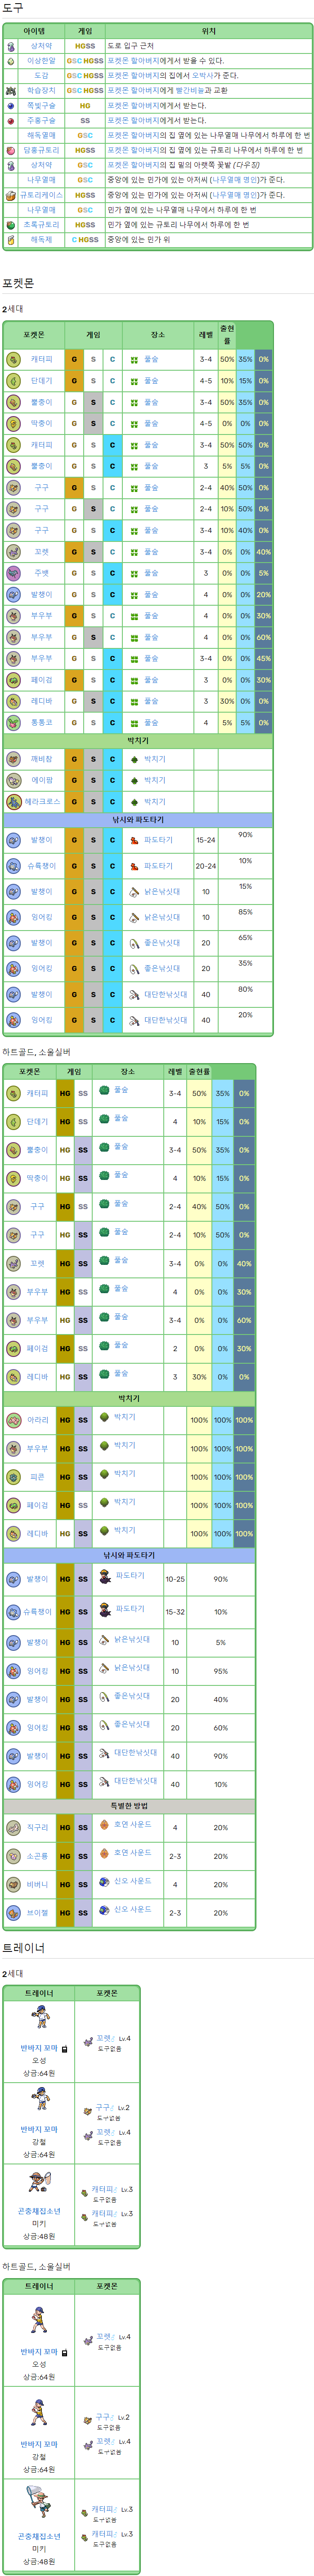 도구
아이템 게임 위치
상처약 HGSS 도로 입구 근처
이상한알 GSC HGSS 포켓몬 할아버지에게서 받을 수 있다.
도감 GSC HGSS 포켓몬 할아버지의 집에서 오박사가 준다.
학습장치 GSC HGSS 포켓몬 할아버지에게 빨간비늘과 교환
쪽빛구슬 HG 포켓몬 할아버지에게서 받는다.
주홍구슬 SS 포켓몬 할아버지에게서 받는다.
해독열매 GSC 포켓몬 할아버지의 집 옆에 있는 나무열매 나무에서 하루에 한 번
담홍규토리 HGSS 포켓몬 할아버지의 집 옆에 있는 규토리 나무에서 하루에 한 번
상처약 GSC 포켓몬 할아버지의 집 밑의 아랫쪽 꽃밭 (다우징)
나무열매 GSC 중앙에 있는 민가에 있는 아저씨 (나무열매 명인)가 준다.
규토리케이스 HGSS 중앙에 있는 민가에 있는 아저씨 (나무열매 명인)가 준다.
나무열매 GSC 민가 옆에 있는 나무열매 나무에서 하루에 한 번
초록규토리 HGSS 민가 옆에 있는 규토리 나무에서 하루에 한 번
해독제 C HGSS 중앙에 있는 민가 위
포켓몬
2세대
포켓몬 게임 장소 레벨 출현률
캐터피 G S C 풀숲 3-4 50% 35% 0%
단데기 G S C 풀숲 4-5 10% 15% 0%
뿔충이 G S C 풀숲 3-4 50% 35% 0%
딱충이 G S C 풀숲 4-5 0% 0% 0%
캐터피 G S C 풀숲 3-4 50% 50% 0%
뿔충이 G S C 풀숲 3 5% 5% 0%
구구 G S C 풀숲 2-4 40% 50% 0%
구구 G S C 풀숲 2-4 10% 50% 0%
구구 G S C 풀숲 3-4 40% 40% 0%
꼬렛 G S C 풀숲 3-4 0% 0% 40%
주뱃 G S C 풀숲 3 0% 0% 5%
발챙이 G S C 풀숲 4 0% 0% 20%
부우부 G S C 풀숲 4 0% 0% 30%
부우부 G S C 풀숲 4 0% 0% 60%
부우부 G S C 풀숲 3-4 0% 0% 45%
페이검 G S C 풀숲 3 0% 0% 30%
레디바 G S C 풀숲 3 30% 0% 0%
통통코 G S C 풀숲 4 5% 5% 0%
박치기
깨비참 G S C 박치기
에이팜 G S C 박치기
헤라크로스 G S C 박치기
낚시와 파도타기
발챙이 G S C 파도타기 15-24 90%
슈륙챙이 G S C 파도타기 20-24 10%
발챙이 G S C 낡은낚싯대 10 15%
잉어킹 G S C 낡은낚싯대 10 85%
발챙이 G S C 좋은낚싯대 20 65%
잉어킹 G S C 좋은낚싯대 20 35%
발챙이 G S C 대단한낚싯대 40 80%
잉어킹 G S C 대단한낚싯대 40 20%
하트골드, 소울실버
포켓몬 게임 장소 레벨 출현률
캐터피 HG SS 풀숲 3-4 50% 35% 0%
단데기 HG SS 풀숲 4 10% 15% 0%
뿔충이 HG SS 풀숲 3-4 50% 35% 0%
딱충이 HG SS 풀숲 4 10% 15% 0%
구구 HG SS 풀숲 2-4 40% 50% 0%
구구 HG SS 풀숲 2-4 10% 50% 0%
꼬렛 HG SS 풀숲 3-4 0% 0% 40%
부우부 HG SS 풀숲 4 0% 0% 30%
부우부 HG SS 풀숲 3-4 0% 0% 60%
페이검 HG SS 풀숲 2 0% 0% 30%
레디바 HG SS 풀숲 3 30% 0% 0%
박치기
아라리 HG SS 박치기 100% 100% 100%
부우부 HG SS 박치기 100% 100% 100%
피콘 HG SS 박치기 100% 100% 100%
페이검 HG SS 박치기 100% 100% 100%
레디바 HG SS 박치기 100% 100% 100%
낚시와 파도타기
발챙이 HG SS 파도타기 10-25 90%
슈륙챙이 HG SS 파도타기 15-32 10%
발챙이 HG SS 낡은낚싯대 10 5%
잉어킹 HG SS 낡은낚싯대 10 95%
발챙이 HG SS 좋은낚싯대 20 40%
잉어킹 HG SS 좋은낚싯대 20 60%
발챙이 HG SS 대단한낚싯대 40 90%
잉어킹 HG SS 대단한낚싯대 40 10%
특별한 방법
직구리 HG SS 호연 사운드 4 20%
소곤룡 HG SS 호연 사운드 2-3 20%
비버니 HG SS 신오 사운드 4 20%
브이젤 HG SS 신오 사운드 2-3 20%
트레이너
2세대
트레이너 포켓몬
반바지 꼬마
오성
상금:64원
꼬렛♂ Lv.4
도구없음
반바지 꼬마
강철
상금:64원
구구♂ Lv.2
도구없음
꼬렛♂ Lv.4
도구없음
곤충채집소년
미키
상금:48원
캐터피♂ Lv.3
도구없음
캐터피♂ Lv.3
도구없음
하트골드, 소울실버
트레이너 포켓몬
반바지 꼬마
오성
상금:64원
꼬렛♂ Lv.4
도구없음
반바지 꼬마
강철
상금:64원
구구♂ Lv.2
도구없음
꼬렛♂ Lv.4
도구없음
곤충채집소년
미키
상금:48원
캐터피♂ Lv.3
도구없음
캐터피♂ Lv.3
도구없음